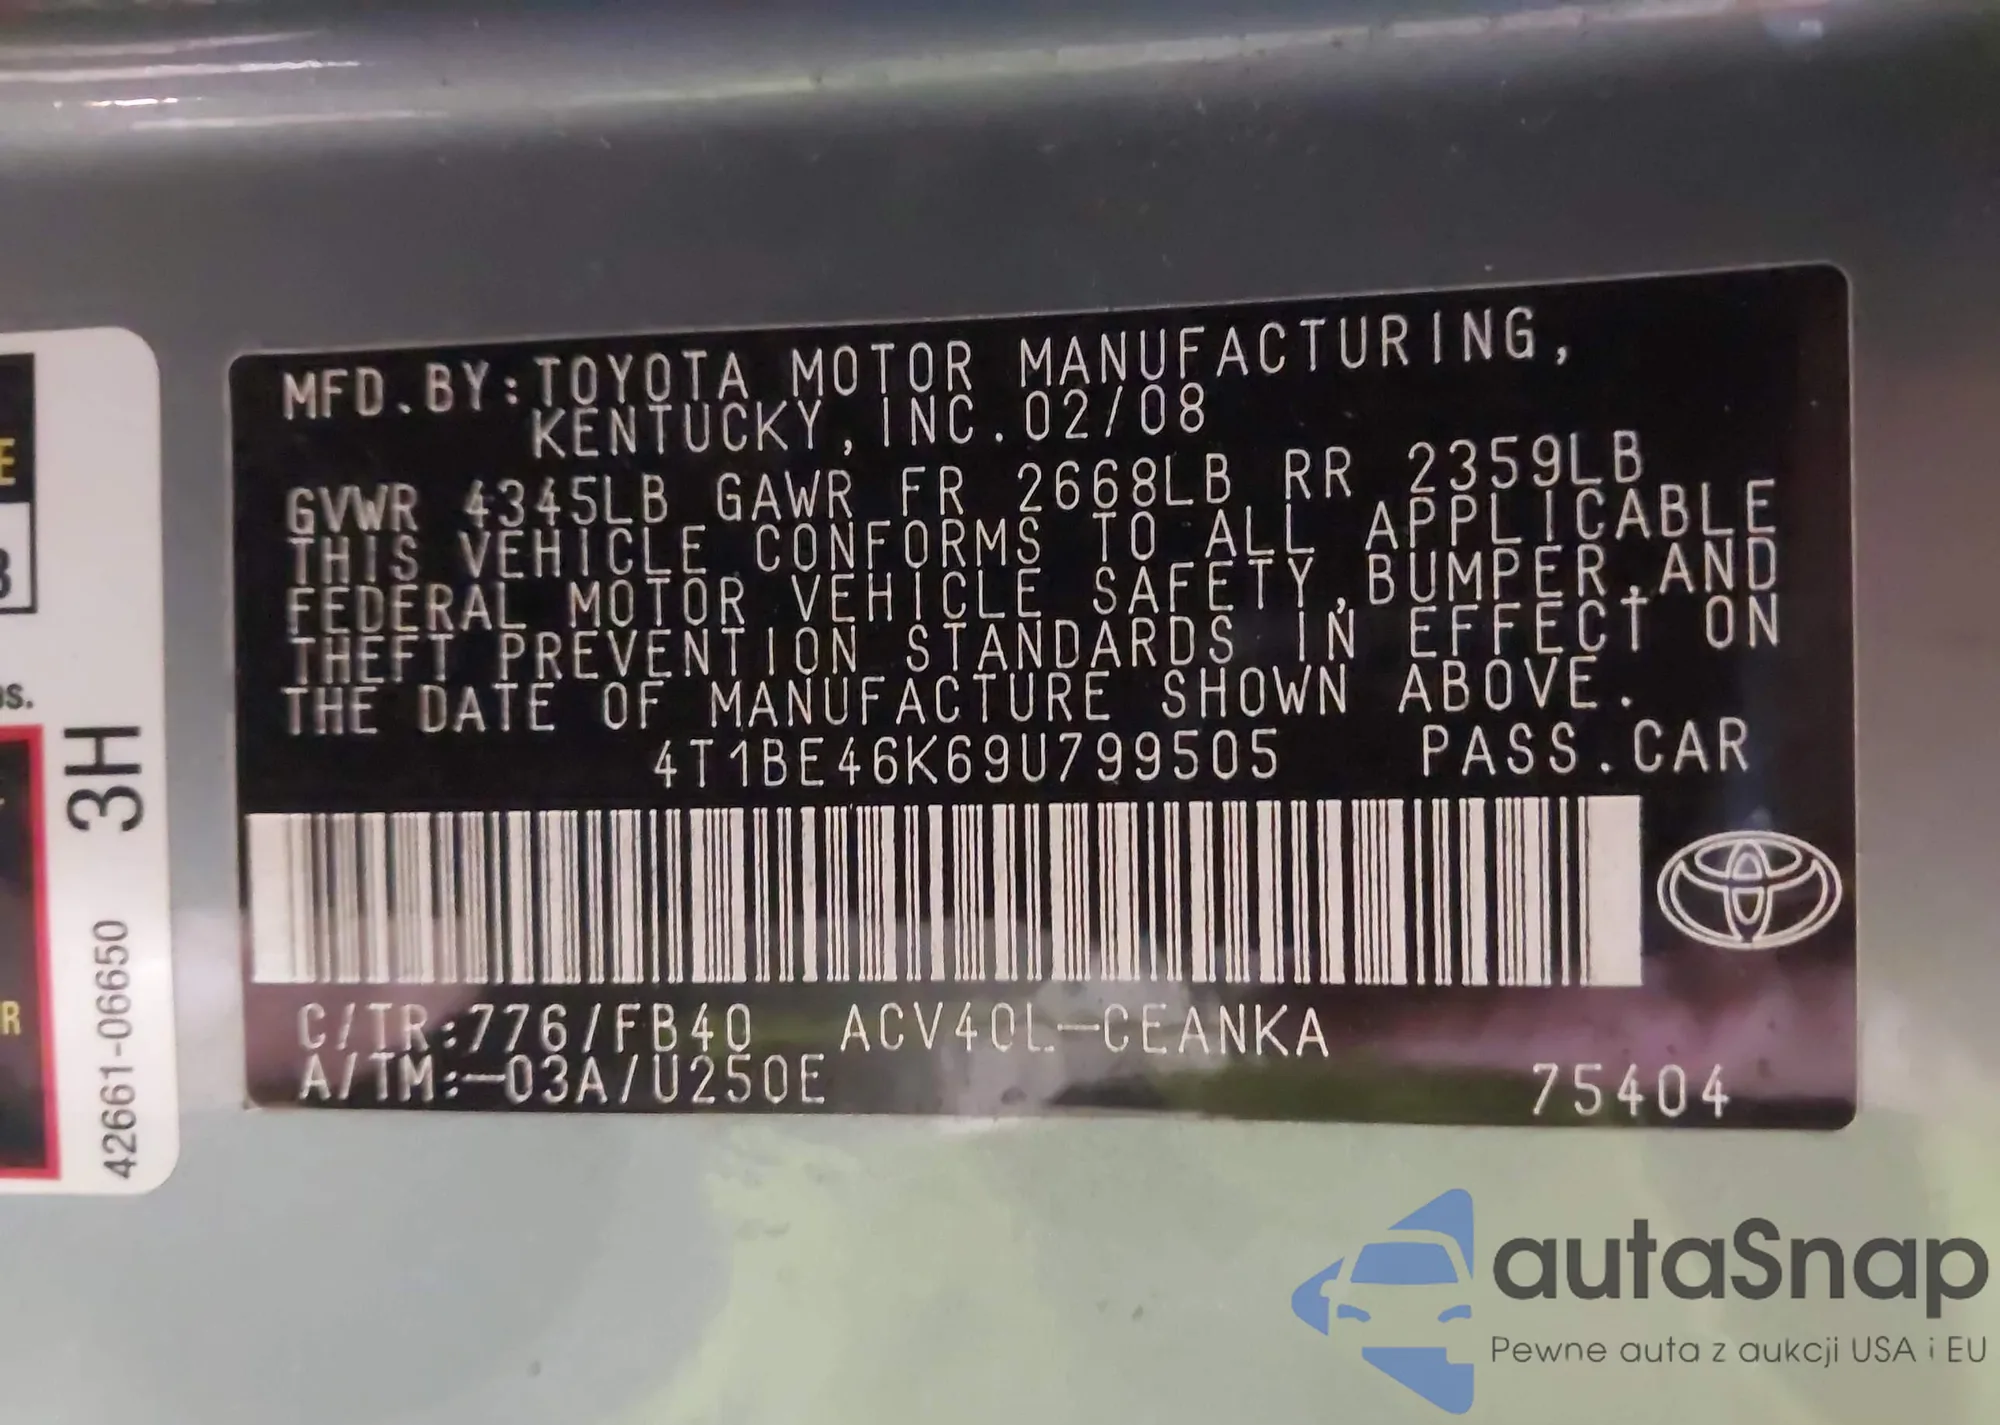 MFD.BY:TOYOTA MOTOR MANUFACTURING,
KENTUCKY, INC.02/08
GVWR 4345LB GAWR FR 2668LB RR 2359LB
THIS VEHICLE CONFORMS TO ALL APPLICABLE
FEDERAL MOTOR VEHICLE SAFETY,BUMPER,AND
THEFT PREVENTION STANDARDS IN EFFECT ON
THE DATE OF MANUFACTURE SHOWN ABOVE.
4T1BE46K69U799505 PASS.CAR
C/TR:776/FB40 ACV40L-CEANKA
A/TM:-03A/U250E
75404
3H
42661-06650
autaSnap
Pewne auta z aukcji USA i EU